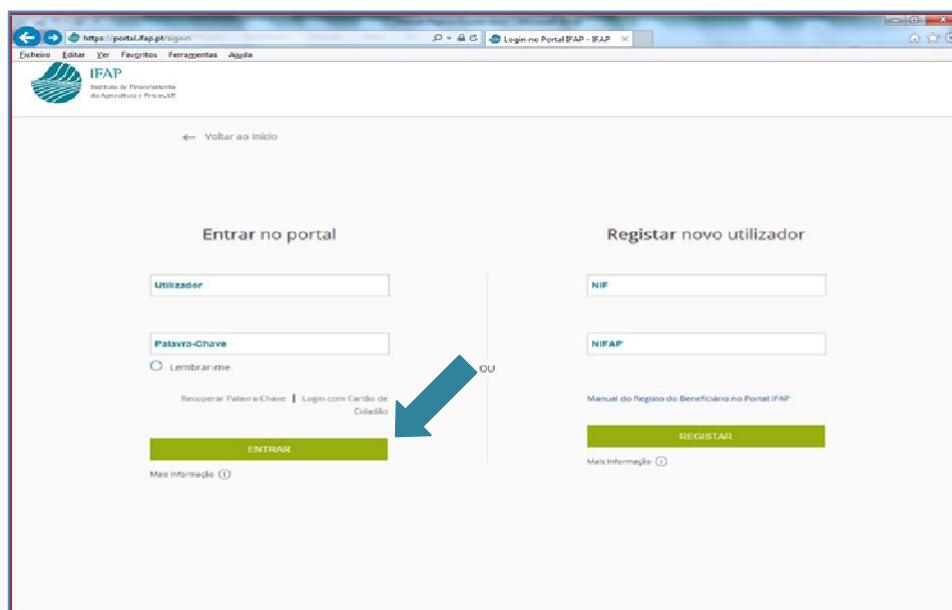 https://portal.ifap.pt/signin
Login no Portal IFAP - IFAP
Ficheiro Editar Ver Favoritos Ferramentas Ajuda
IFAP
Instituto de Financiamento
da Agricultura e Pescas, I.P.
← Voltar ao Início
Entrar no portal
Utilizador
Palavra-Chave
Lembrar-me
Recuperar Palavra-Chave | Login com Cartão de
Cidadão
ENTRAR
Mais Informação
OU
Registar novo utilizador
NIF
NIFAP
Manual do Registo do Beneficiário no Portal IFAP
REGISTAR
Mais Informação